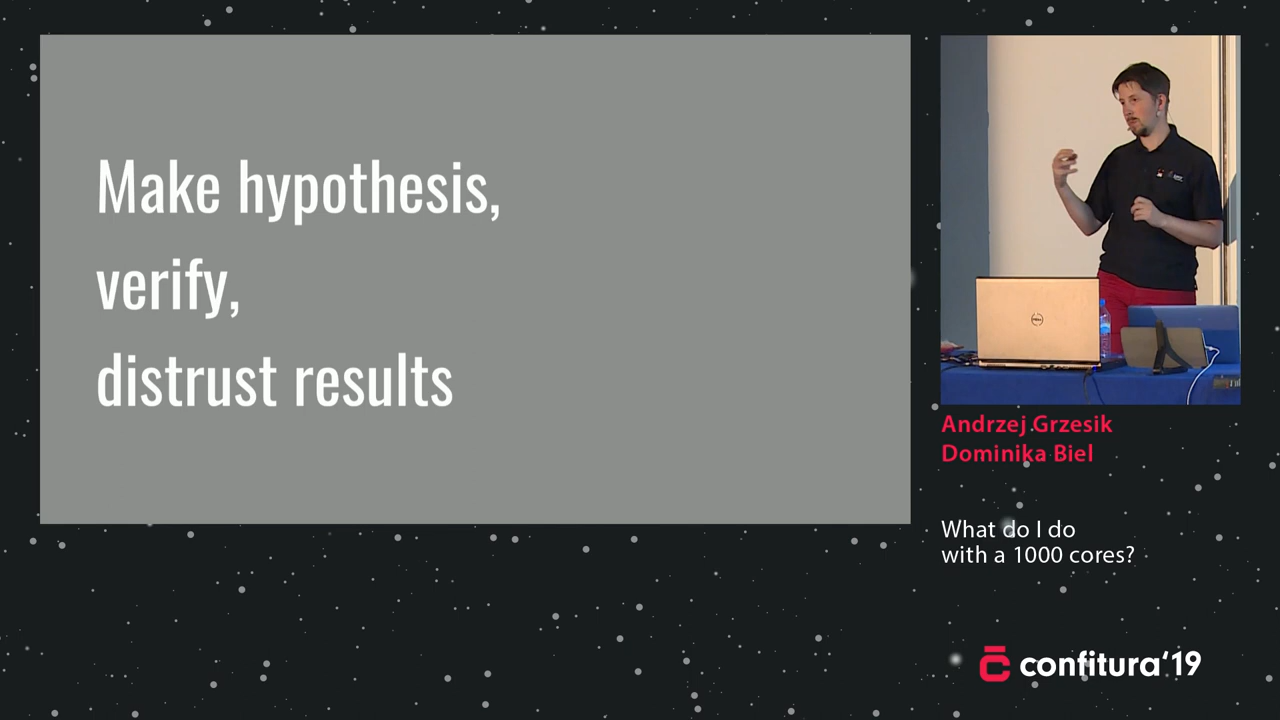 Make hypothesis,
verify,
distrust results
Andrzej Grzesik
Dominika Biel
What do I do
with a 1000 cores?
confitura'19